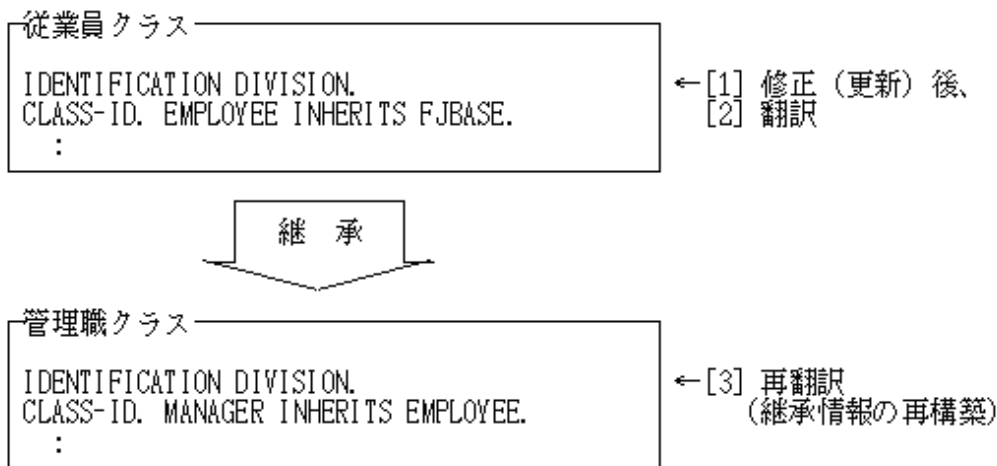 従業員クラス
IDENTIFICATION DIVISION.
CLASS-ID. EMPLOYEE INHERITS FJBASE.
:
←[1] 修正（更新）後、
[2] 翻訳
継 承
管理職クラス
IDENTIFICATION DIVISION.
CLASS-ID. MANAGER INHERITS EMPLOYEE.
:
←[3] 再翻訳
（継承情報の再構築）